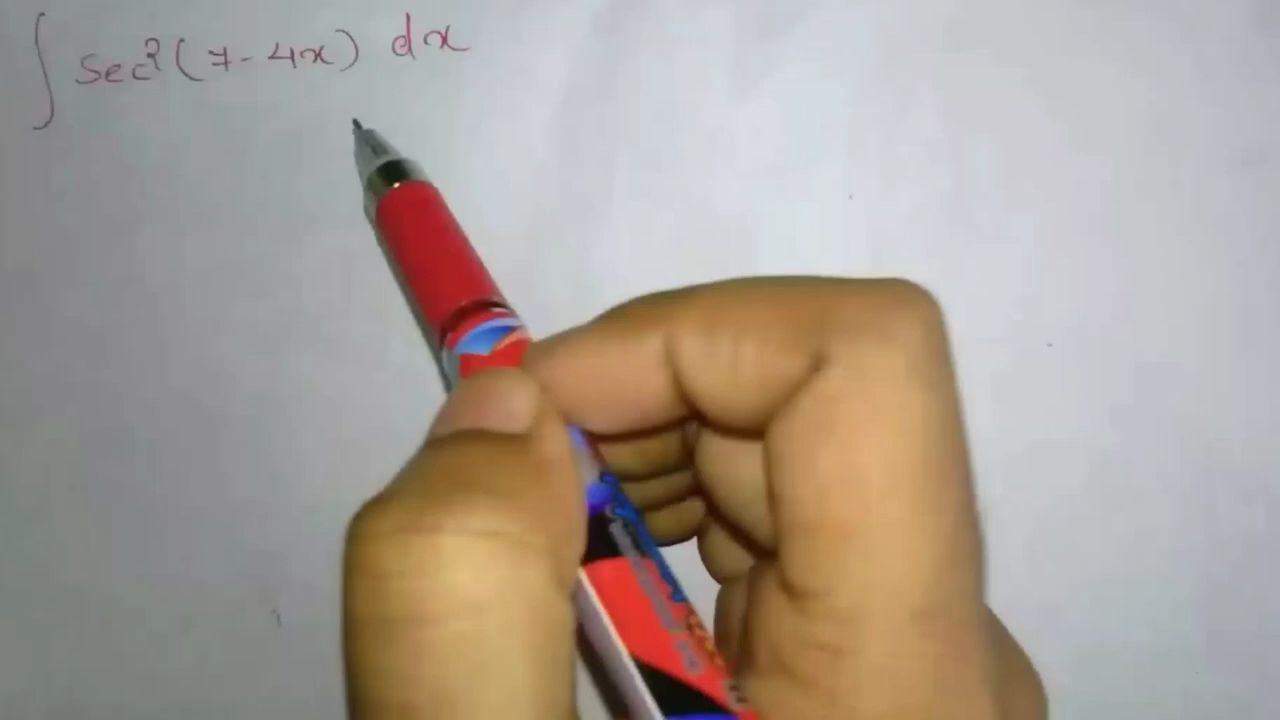 ∫ sec²(7-4x) dx